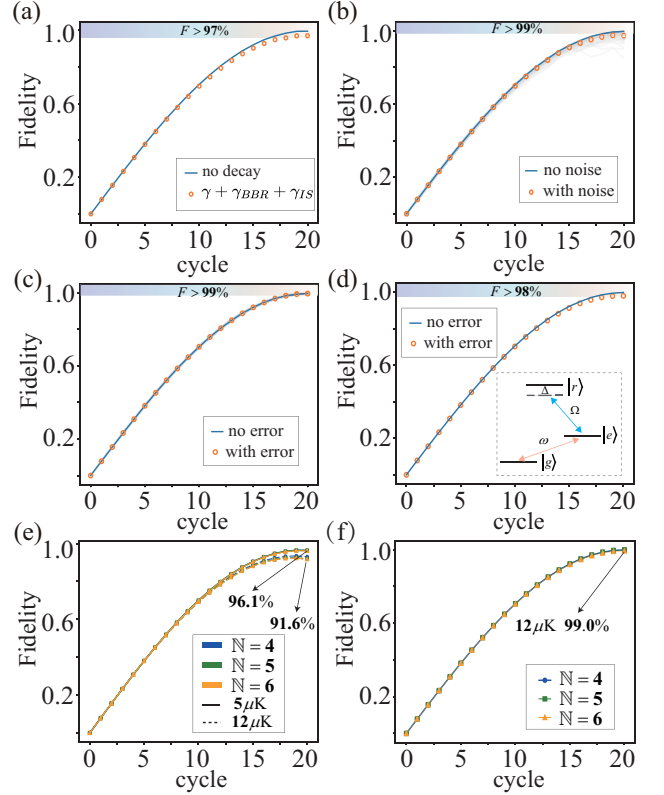 (a)
F > 97%
1.0
0.6
0.2
Fidelity
no decay
γ + γ_{BBR} + γ_{IS}
0 5 10 15 20
cycle
(b)
F > 99%
1.0
0.6
0.2
Fidelity
no noise
with noise
0 5 10 15 20
cycle
(c)
F > 99%
1.0
0.6
0.2
Fidelity
no error
with error
0 5 10 15 20
cycle
(d)
F > 98%
1.0
0.6
0.2
Fidelity
no error
with error
|r⟩
Δ
Ω
ω
|e⟩
|g⟩
0 5 10 15 20
cycle
(e)
1.0
0.6
0.2
Fidelity
96.1%
91.6%
ℕ = 4
ℕ = 5
ℕ = 6
5μK
12μK
0 5 10 15 20
cycle
(f)
1.0
0.6
0.2
Fidelity
12μK 99.0%
ℕ = 4
ℕ = 5
ℕ = 6
0 5 10 15 20
cycle